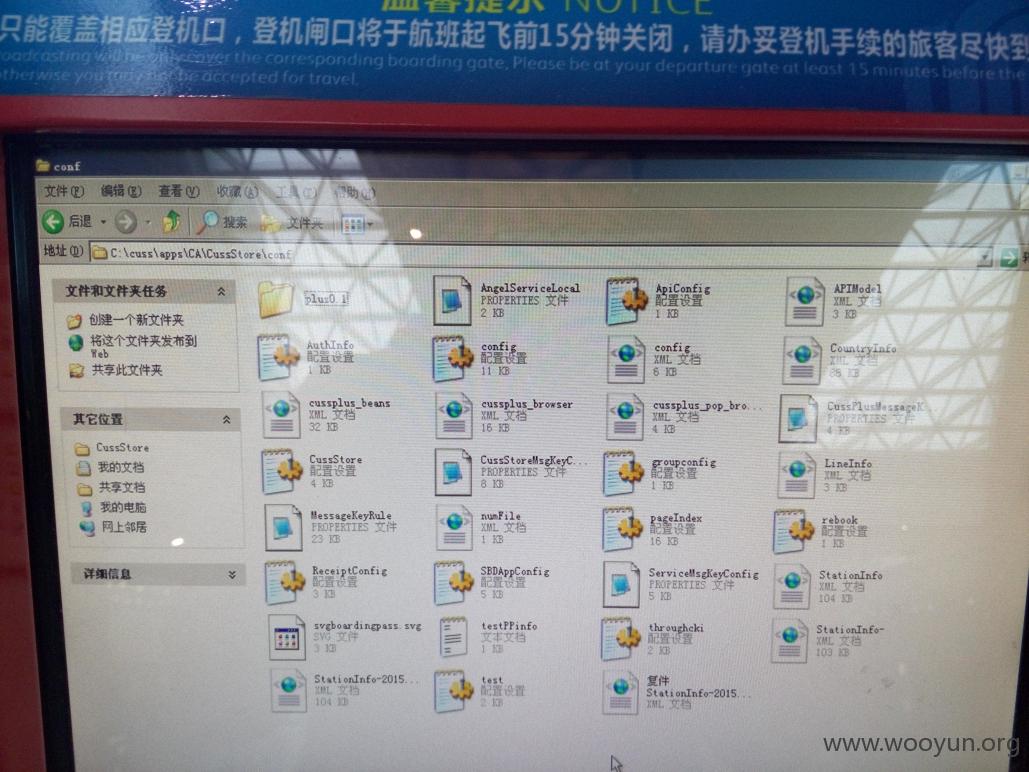 温馨提示 NOTICE
只能覆盖相应登机口，登机闸口将于航班起飞前15分钟关闭，请办妥登机手续的旅客尽快到
oadcasting will be only cover the corresponding boarding gate, Please be at your departure gate at least 15 minutes before the
otherwise you may not be accepted for travel.
conf
文件(F) 编辑(E) 查看(V) 收藏(A) 工具(T) 帮助(H)
后退 搜索 文件夹
地址(D) C:\cuss\apps\CA\CussStore\conf
文件和文件夹任务
创建一个新文件夹
将这个文件夹发布到
Web
共享此文件夹
其它位置
CussStore
我的文档
共享文档
我的电脑
网上邻居
详细信息
plus0.1
AngelServiceLocal
PROPERTIES 文件
2 KB
ApiConfig
配置设置
1 KB
APIModel
XML 文档
3 KB
AuthInfo
配置设置
1 KB
config
配置设置
11 KB
config
XML 文档
6 KB
CountryInfo
XML 文档
88 KB
cussplus_beans
XML 文档
32 KB
cussplus_browser
XML 文档
16 KB
cussplus_pop_bro...
XML 文档
4 KB
CussPlusMessageK
PROPERTIES 文件
4 KB
CussStore
配置设置
4 KB
CussStoreMsgKeyC...
PROPERTIES 文件
8 KB
groupconfig
配置设置
1 KB
LineInfo
XML 文档
3 KB
MessageKeyRule
PROPERTIES 文件
23 KB
numFile
XML 文档
1 KB
pageIndex
配置设置
16 KB
rebook
配置设置
1 KB
ReceiptConfig
配置设置
3 KB
SBDAppConfig
配置设置
5 KB
ServiceMsgKeyConfig
PROPERTIES 文件
5 KB
StationInfo
XML 文档
104 KB
svgboardingpass.svg
SVG 文件
3 KB
testPPinfo
文本文档
1 KB
throughcki
配置设置
2 KB
StationInfo-
XML 文档
103 KB
StationInfo-2015...
XML 文档
104 KB
test
配置设置
2 KB
复件
StationInfo-2015...
XML 文档
www.wooyun.org